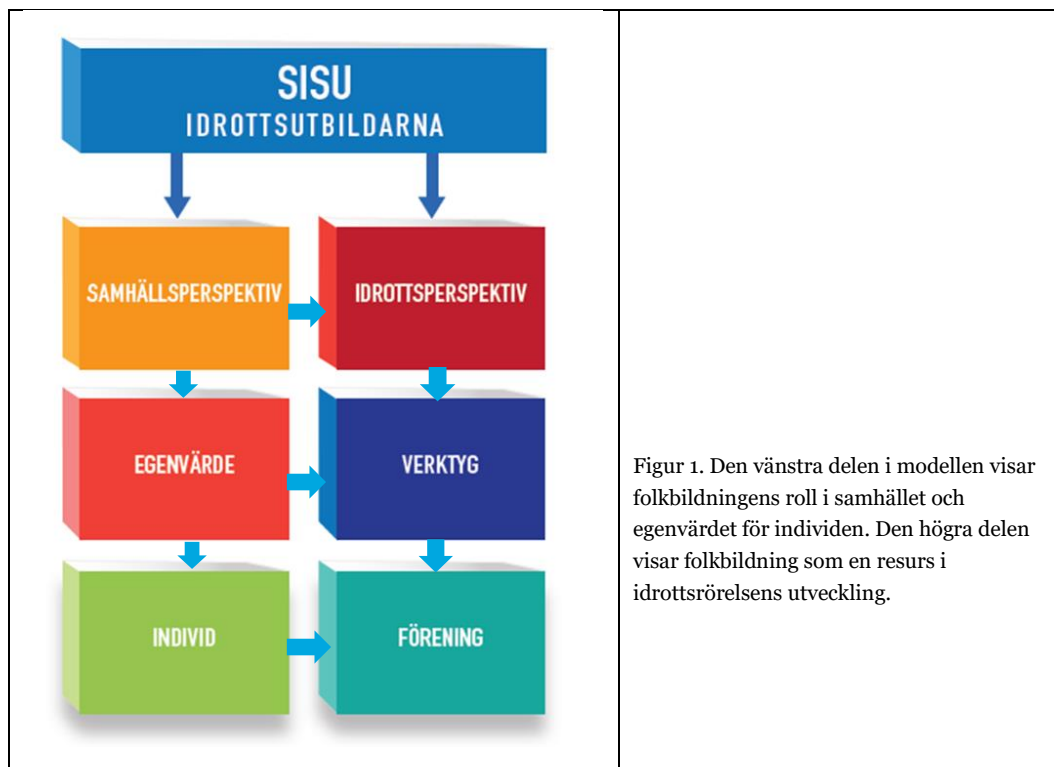 SISU
IDROTTSUTBILDARNA
SAMHÄLLSPERSPEKTIV
IDROTTSPERSPEKTIV
EGENVÄRDE
VERKTYG
INDIVID
FÖRENING
Figur 1. Den vänstra delen i modellen visar
folkbildningens roll i samhället och
egenvärdet för individen. Den högra delen
visar folkbildning som en resurs i
idrottsrörelsens utveckling.